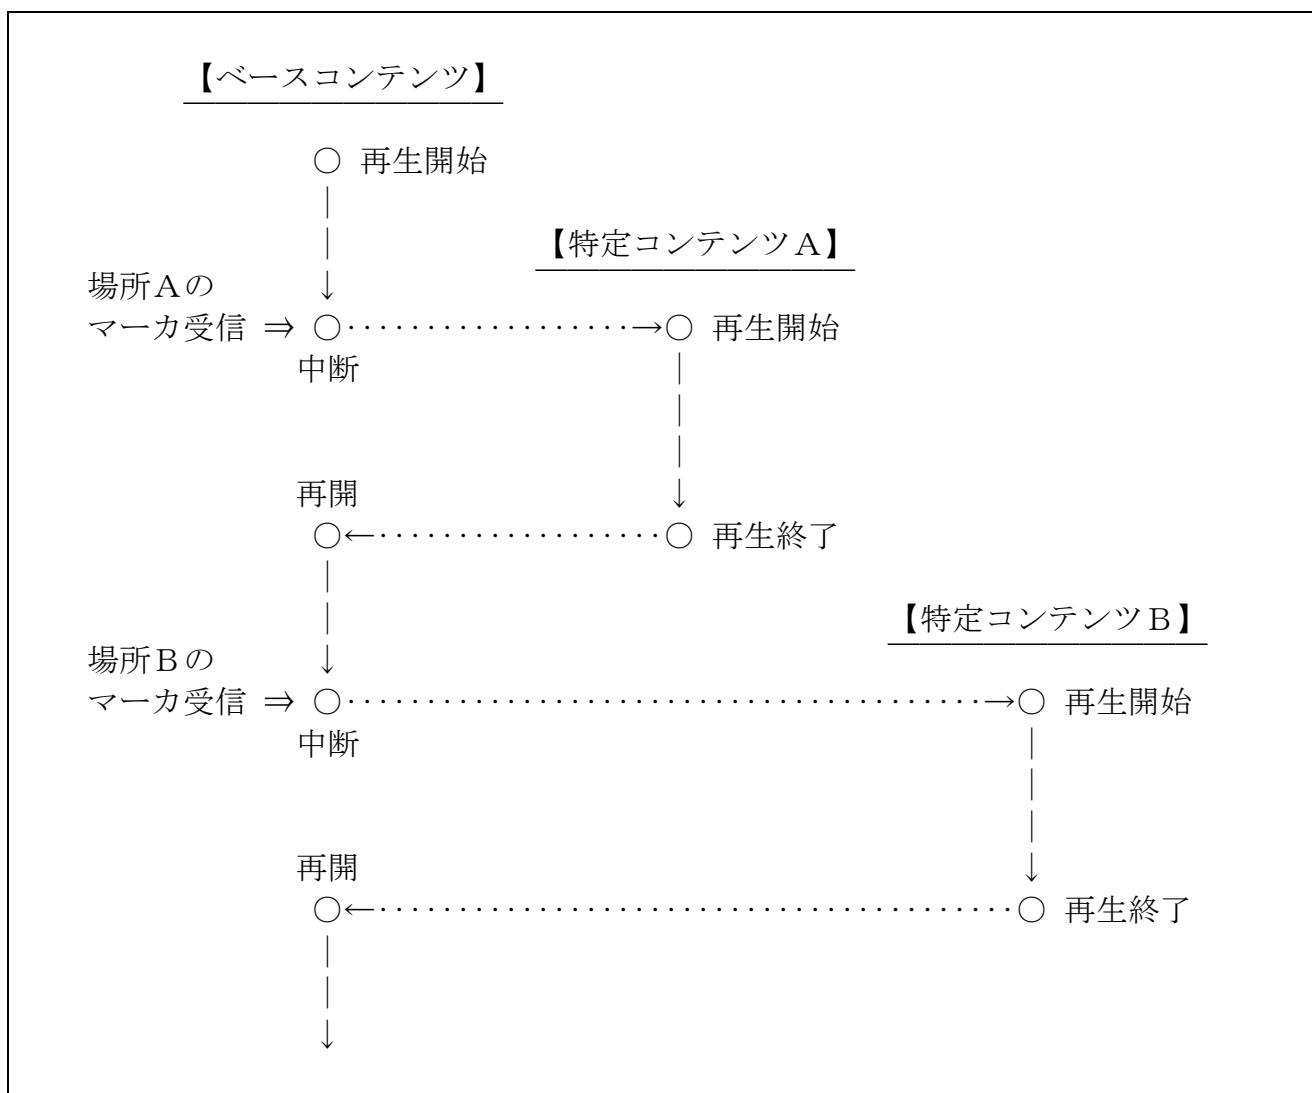 【ベースコンテンツ】
○ 再生開始
【特定コンテンツA】
場所Aの
マーカ受信 ⇒ ○‥‥‥‥‥‥‥‥‥→○ 再生開始
中断
再開
○←‥‥‥‥‥‥‥‥‥○ 再生終了
【特定コンテンツB】
場所Bの
マーカ受信 ⇒ ○‥‥‥‥‥‥‥‥‥‥‥‥‥‥‥‥‥‥‥‥→○ 再生開始
中断
再開
○←‥‥‥‥‥‥‥‥‥‥‥‥‥‥‥‥‥‥‥‥○ 再生終了